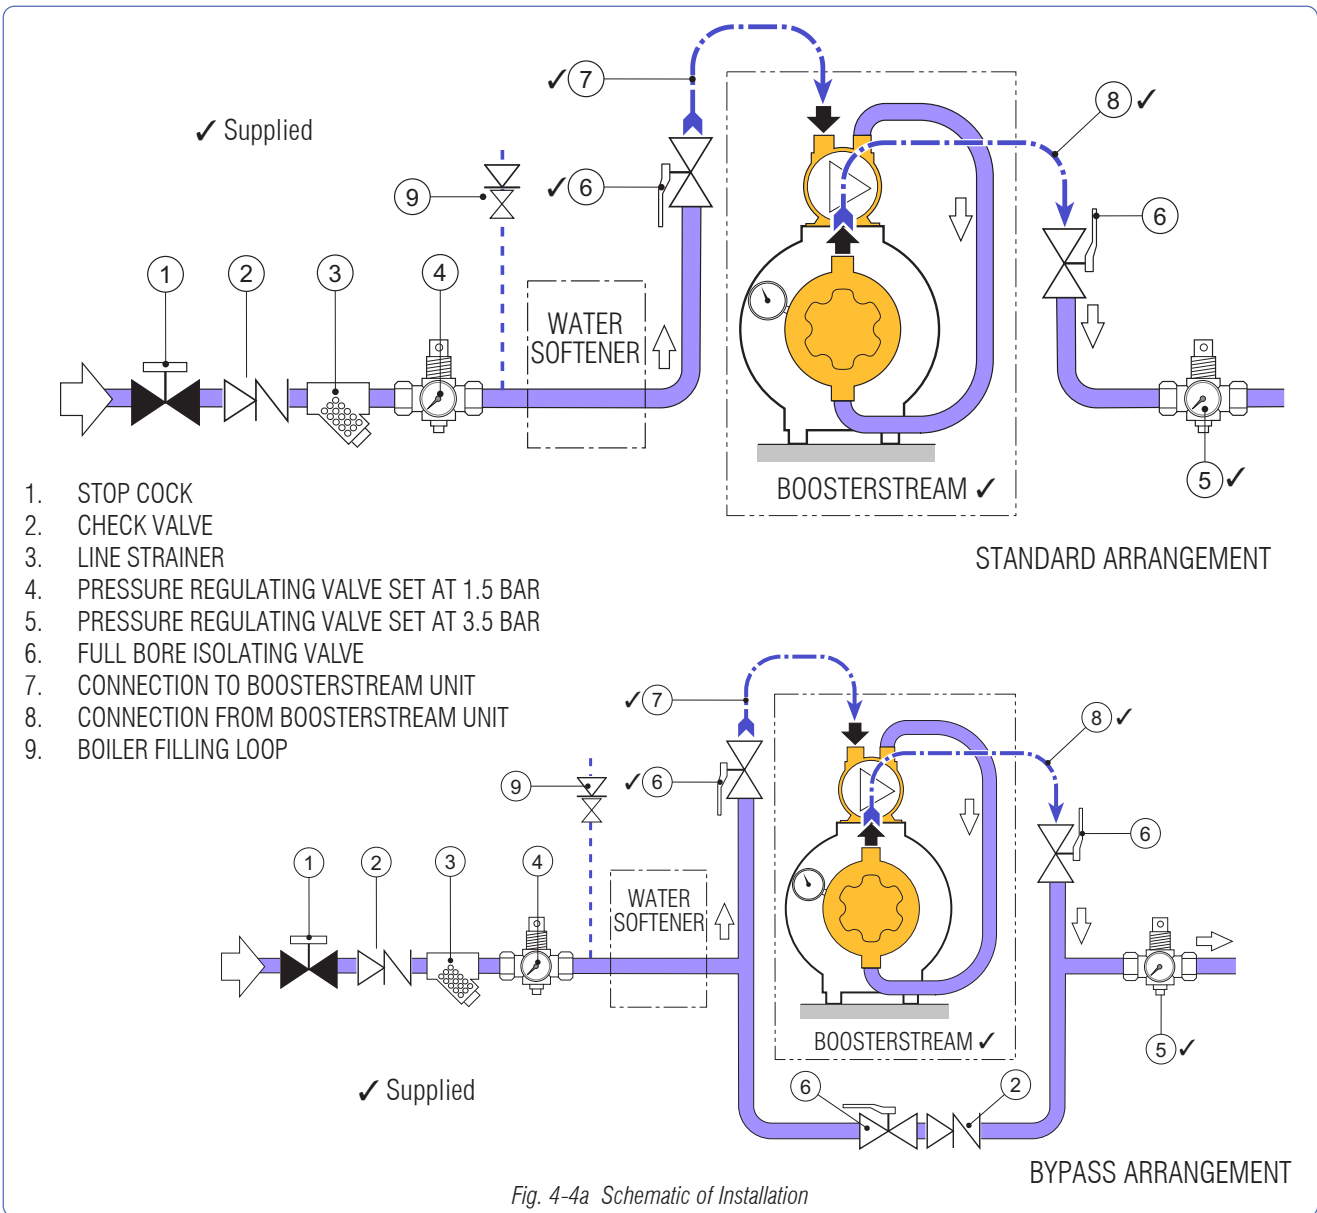 ✓ 7
8 ✓
✓ Supplied
9
✓ 6
6
1
2
3
4
WATER
SOFTENER
5 ✓
BOOSTERSTREAM ✓
STANDARD ARRANGEMENT
1. STOP COCK
2. CHECK VALVE
3. LINE STRAINER
4. PRESSURE REGULATING VALVE SET AT 1.5 BAR
5. PRESSURE REGULATING VALVE SET AT 3.5 BAR
6. FULL BORE ISOLATING VALVE
7. CONNECTION TO BOOSTERSTREAM UNIT
8. CONNECTION FROM BOOSTERSTREAM UNIT
9. BOILER FILLING LOOP
✓ 7
8 ✓
9
✓ 6
6
1
2
3
4
WATER
SOFTENER
BOOSTERSTREAM ✓
5 ✓
✓ Supplied
6
2
BYPASS ARRANGEMENT
Fig. 4-4a Schematic of Installation